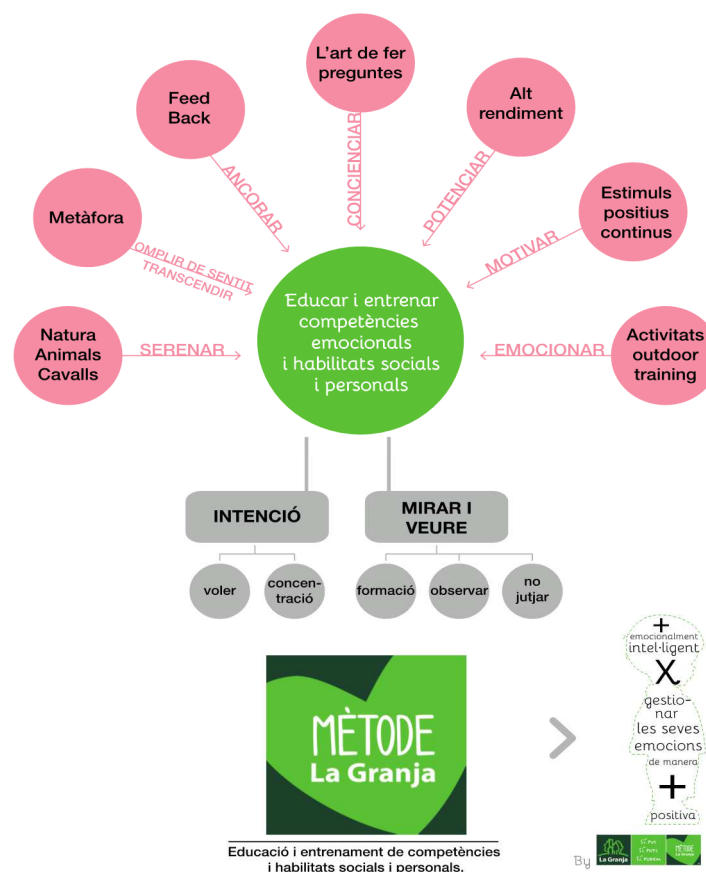 L'art de fer
preguntes
Feed
Back
Alt
rendiment
Metàfora
Estimuls
positius
continus
Natura
Animals
Cavalls
Activitats
outdoor
training
ANCORAR
CONCIENCIAR
POTENCIAR
OMPLIR DE SENTIT
TRANSCENDIR
MOTIVAR
SERENAR
EMOCIONAR
Educar i entrenar
competències
emocionals
i habilitats socials
i personals
INTENCIÓ
MIRAR I
VEURE
voler
concen-
tració
formació
observar
no
jutjar
MÈTODE
La Granja
Educació i entrenament de competències
i habilitats socials i personals.
>
+
emocionalment
intel·ligent
X
gestio-
nar
les seves
emocions
de manera
+
positiva
By
La Granja
MÈTODE
La Granja